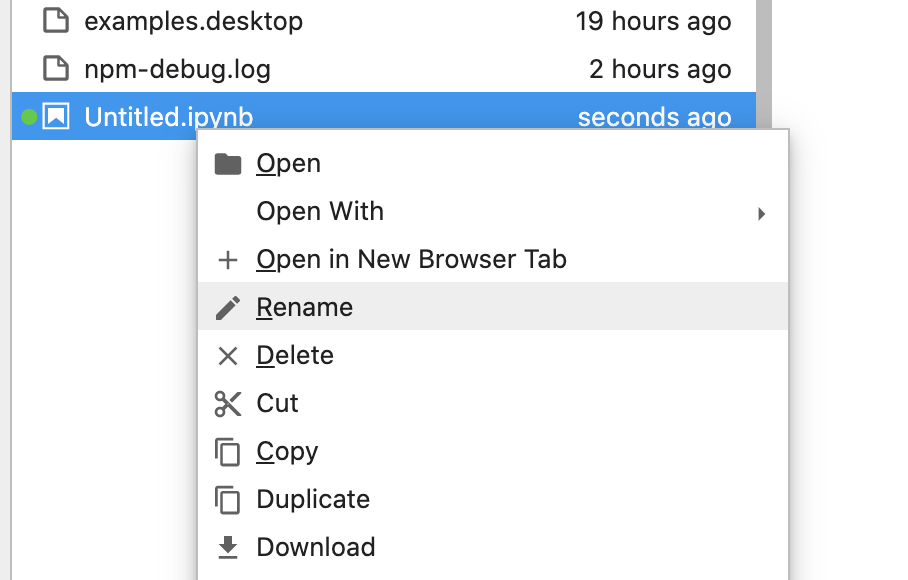 examples.desktop 19 hours ago
npm-debug.log 2 hours ago
Untitled.ipynb seconds ago
Open
Open With
Open in New Browser Tab
Rename
Delete
Cut
Copy
Duplicate
Download